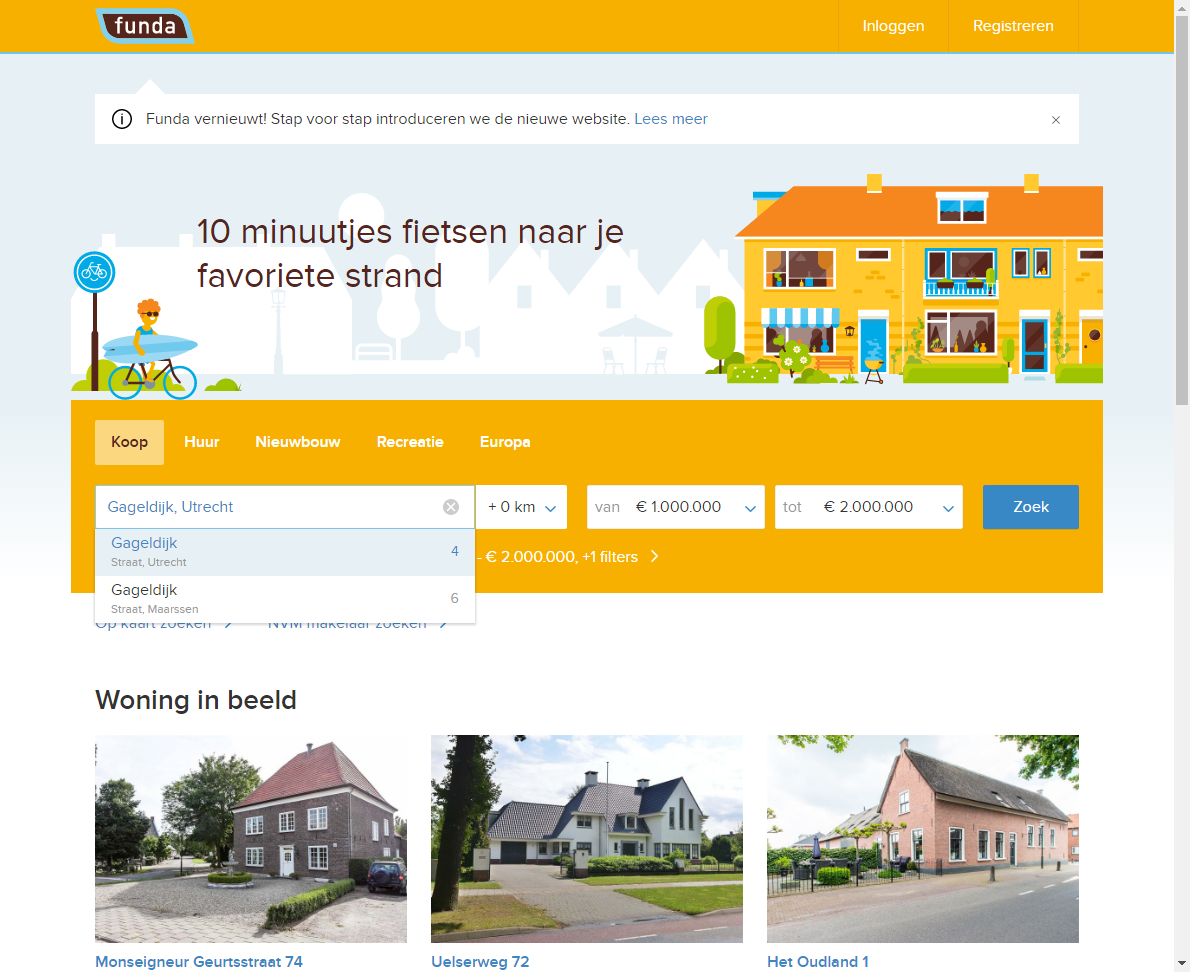 funda
Inloggen
Registreren
Funda vernieuwt! Stap voor stap introduceren we de nieuwe website. Lees meer
10 minuutjes fietsen naar je
favoriete strand
Koop Huur Nieuwbouw Recreatie Europa
Gageldijk, Utrecht
+ 0 km
van € 1.000.000
tot € 2.000.000
Zoek
Gageldijk
Straat, Utrecht
4
- € 2.000.000, +1 filters
Gageldijk
Straat, Maarssen
6
Op kaart zoeken
NVM makelaar zoeken
Woning in beeld
Monseigneur Geurtsstraat 74
Uelserweg 72
Het Oudland 1